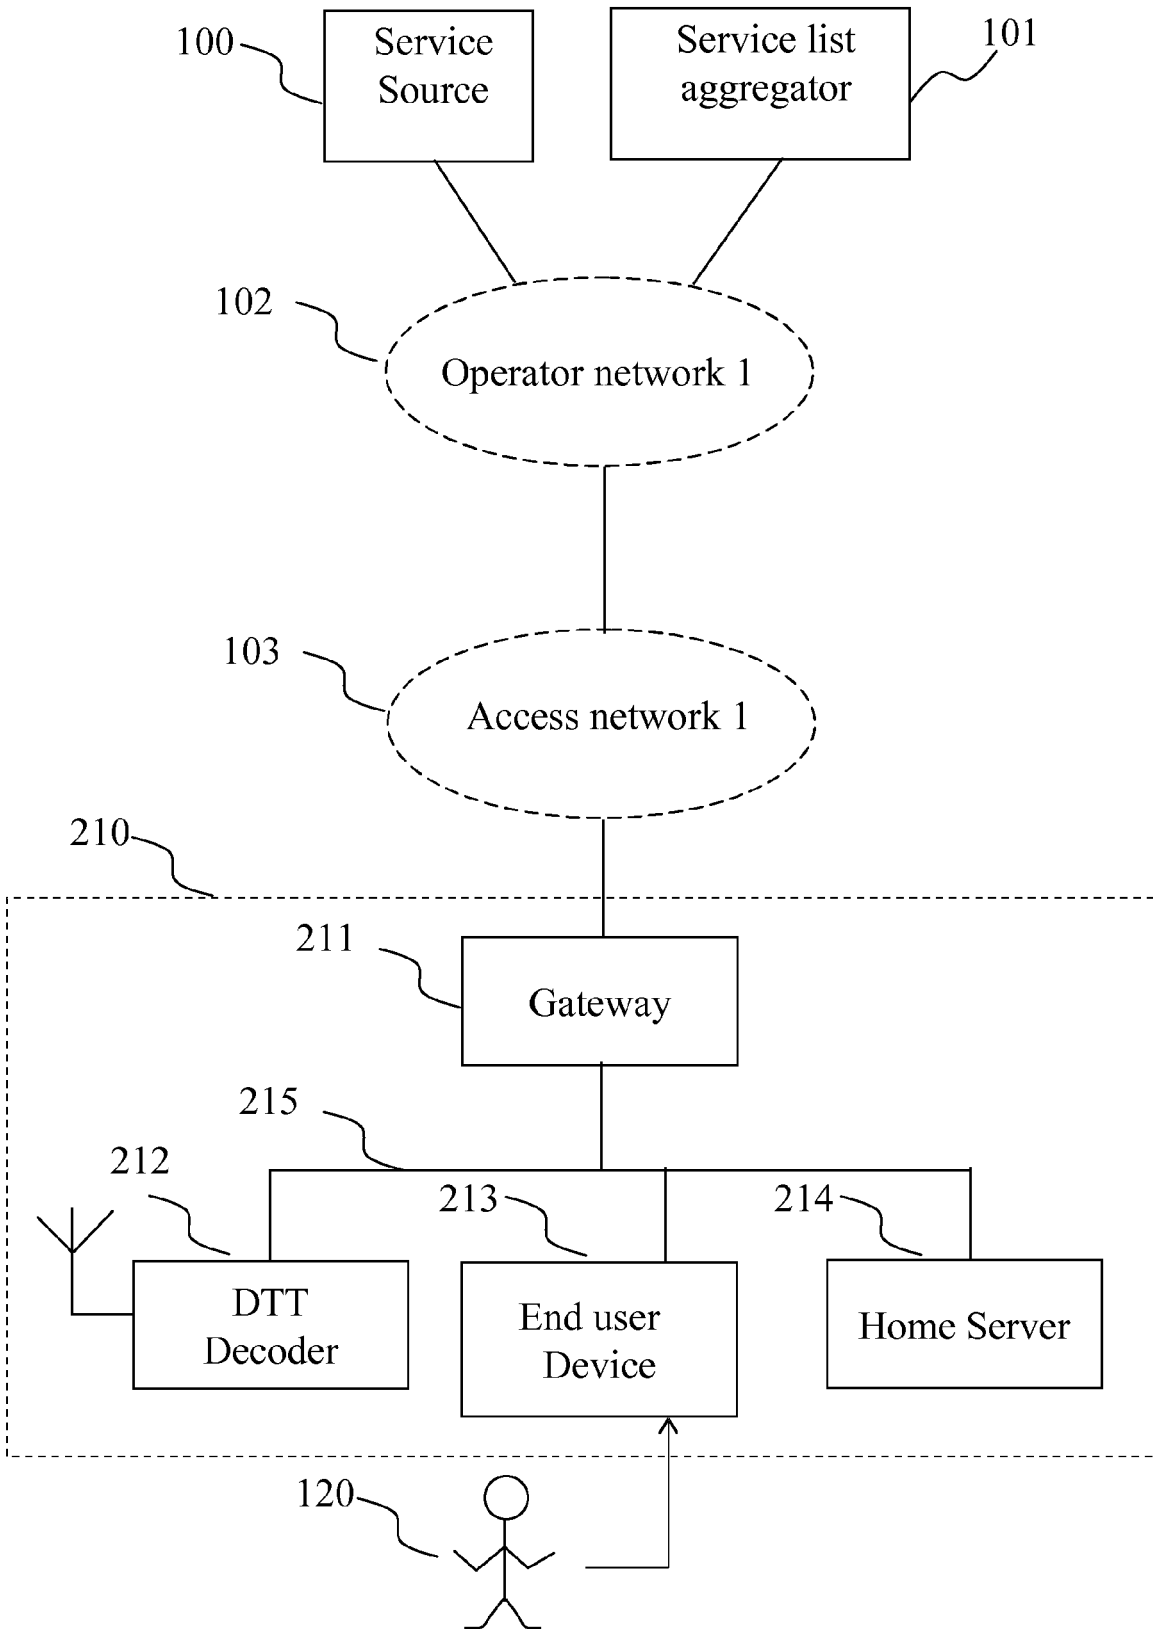 100
Service
Source
Service list
aggregator
101
102
Operator network 1
103
Access network 1
210
211
Gateway
215
212
213
214
DTT
Decoder
End user
Device
Home Server
120